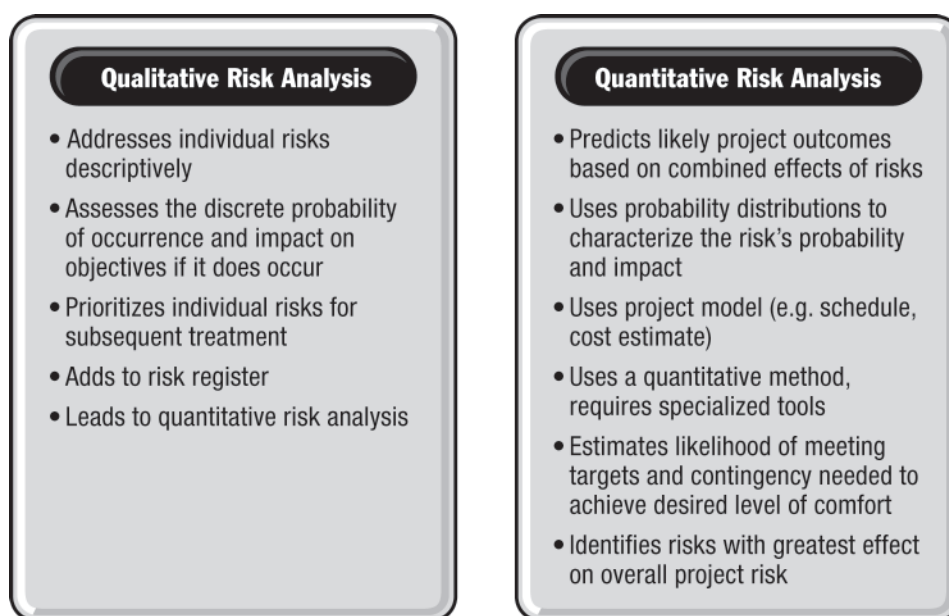 Qualitative Risk Analysis
• Addresses individual risks
descriptively
• Assesses the discrete probability
of occurrence and impact on
objectives if it does occur
• Prioritizes individual risks for
subsequent treatment
• Adds to risk register
• Leads to quantitative risk analysis
Quantitative Risk Analysis
• Predicts likely project outcomes
based on combined effects of risks
• Uses probability distributions to
characterize the risk's probability
and impact
• Uses project model (e.g. schedule,
cost estimate)
• Uses a quantitative method,
requires specialized tools
• Estimates likelihood of meeting
targets and contingency needed to
achieve desired level of comfort
• Identifies risks with greatest effect
on overall project risk